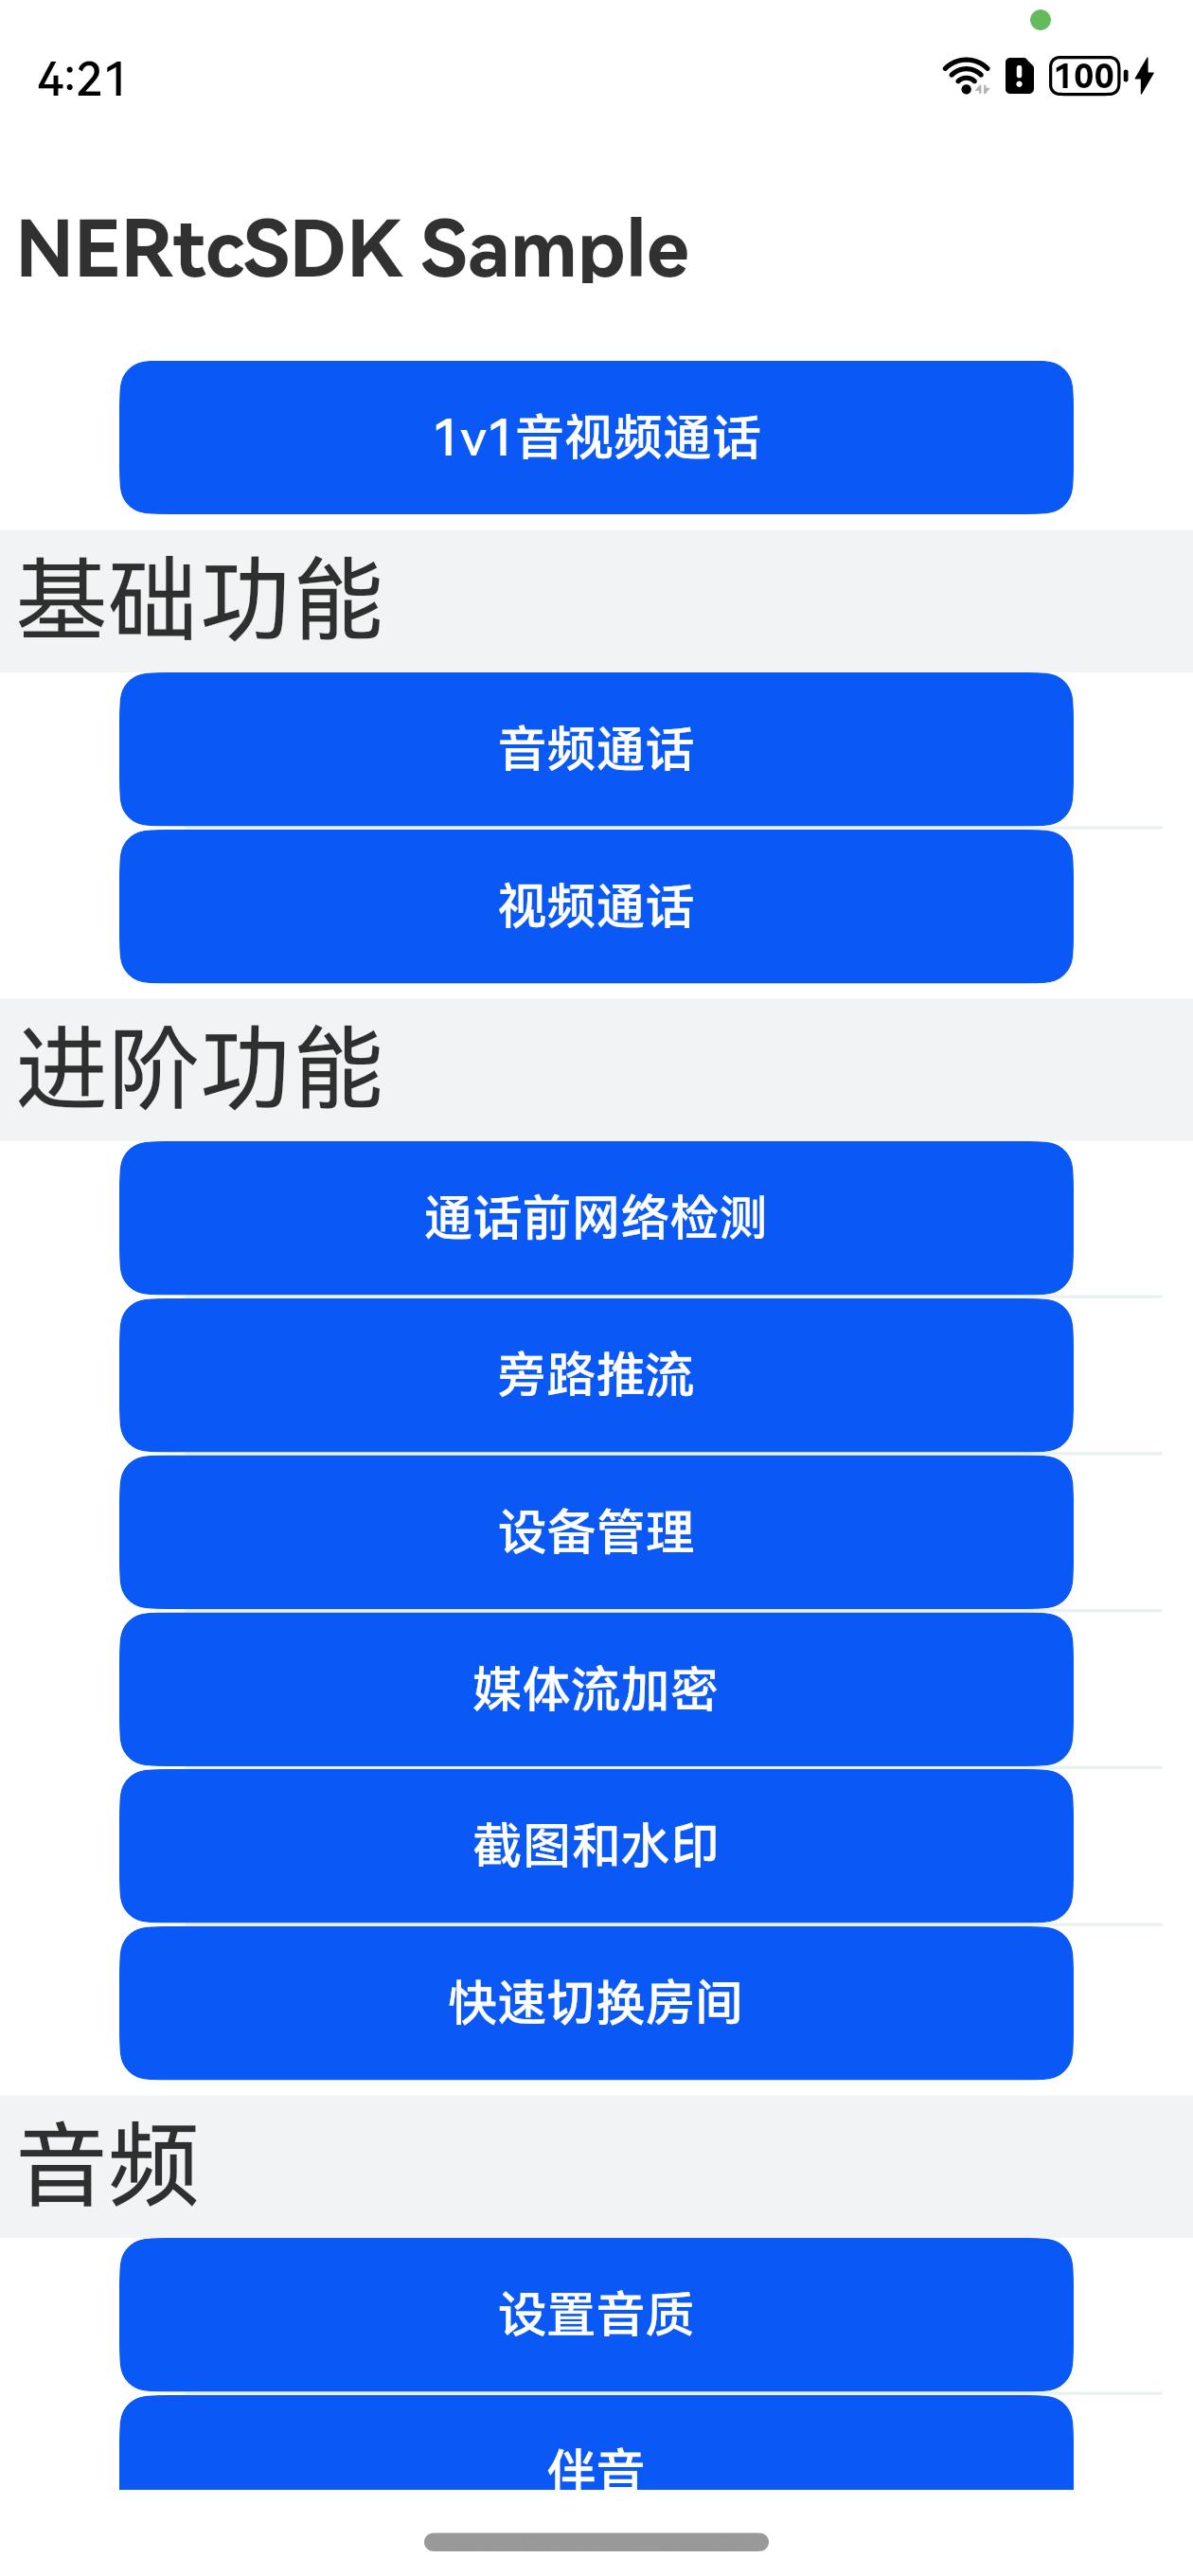 4:21
100
NERtcSDK Sample
1v1音视频通话
基础功能
音频通话
视频通话
进阶功能
通话前网络检测
旁路推流
设备管理
媒体流加密
截图和水印
快速切换房间
音频
设置音质
伴音